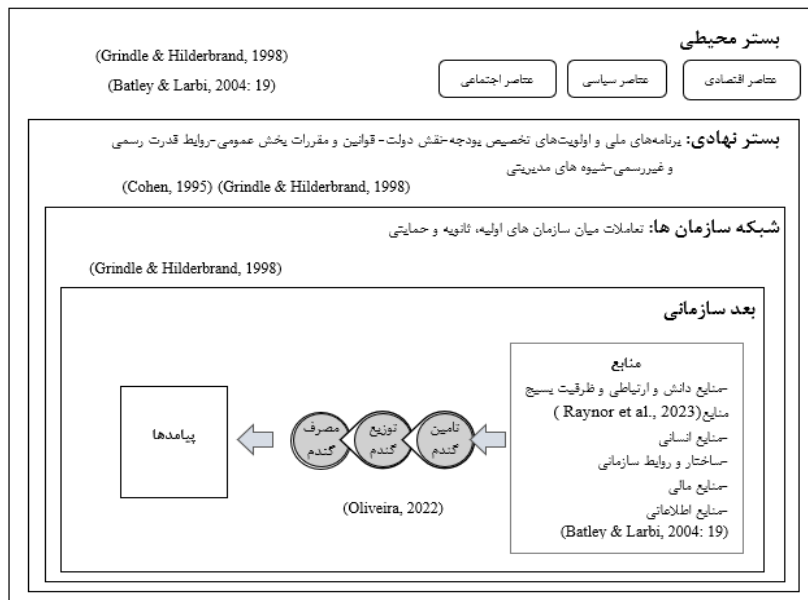 بستر محیطی
(Grindle & Hilderbrand, 1998)
(Batley & Larbi, 2004: 19)
عناصر اقتصادی
عناصر سیاسی
عناصر اجتماعی
بستر نهادی: برنامه‌های ملی و اولویت‌های تخصیص بودجه-نقش دولت- قوانین و مقررات بخش عمومی-روابط قدرت رسمی
و غیررسمی-شیوه های مدیریتی
(Cohen, 1995) (Grindle & Hilderbrand, 1998)
شبکه سازمان ها: تعاملات میان سازمان های اولیه، ثانویه و حمایتی
(Grindle & Hilderbrand, 1998)
بعد سازمانی
منابع
-منابع دانش و ارتباطی و ظرفیت بسیج
منابع(Raynor et al., 2023 )
-منابع انسانی
-ساختار و روابط سازمانی
-منابع مالی
-منابع اطلاعاتی
(Batley & Larbi, 2004: 19)
تامین
گندم
توزیع
گندم
مصرف
گندم
(Oliveira, 2022)
پیامدها